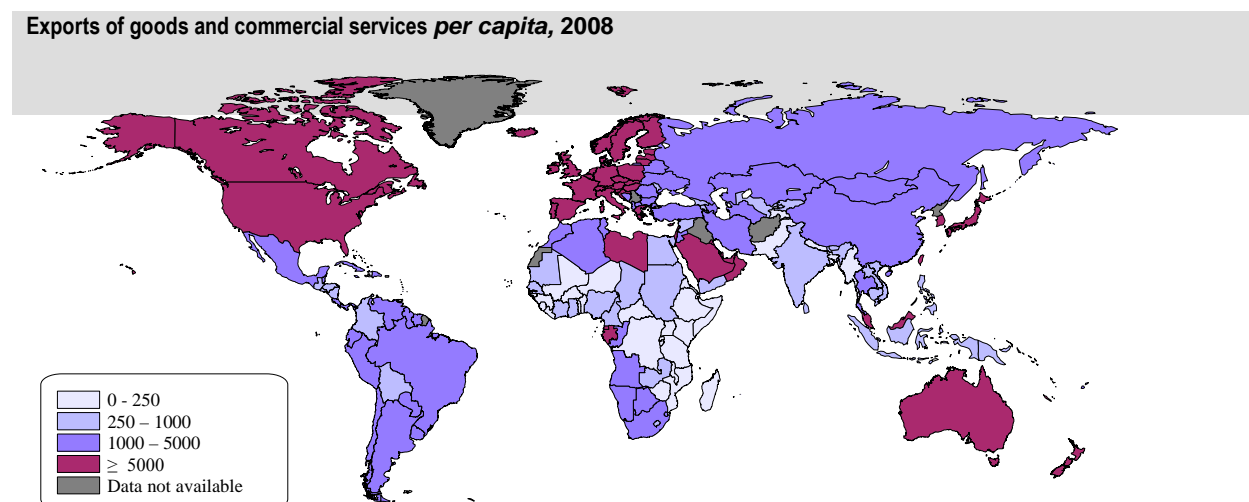 Exports of goods and commercial services per capita, 2008
0 - 250
250 – 1000
1000 – 5000
≥ 5000
Data not available